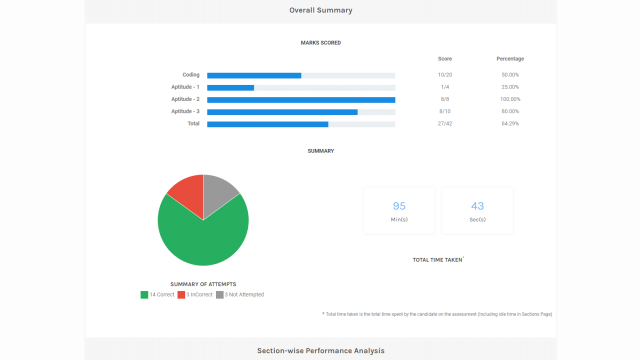 Overall Summary
MARKS SCORED
Score Percentage
Coding 10/20 50.00%
Aptitude - 1 1/4 25.00%
Aptitude - 2 8/8 100.00%
Aptitude - 3 8/10 80.00%
Total 27/42 64.29%
SUMMARY
95 43
Min(s) Sec(s)
TOTAL TIME TAKEN*
SUMMARY OF ATTEMPTS
14 Correct 3 InCorrect 3 Not Attempted
* Total time taken is the total time spent by the candidate on the assessment (Including idle time in Sections Page)
Section-wise Performance Analysis